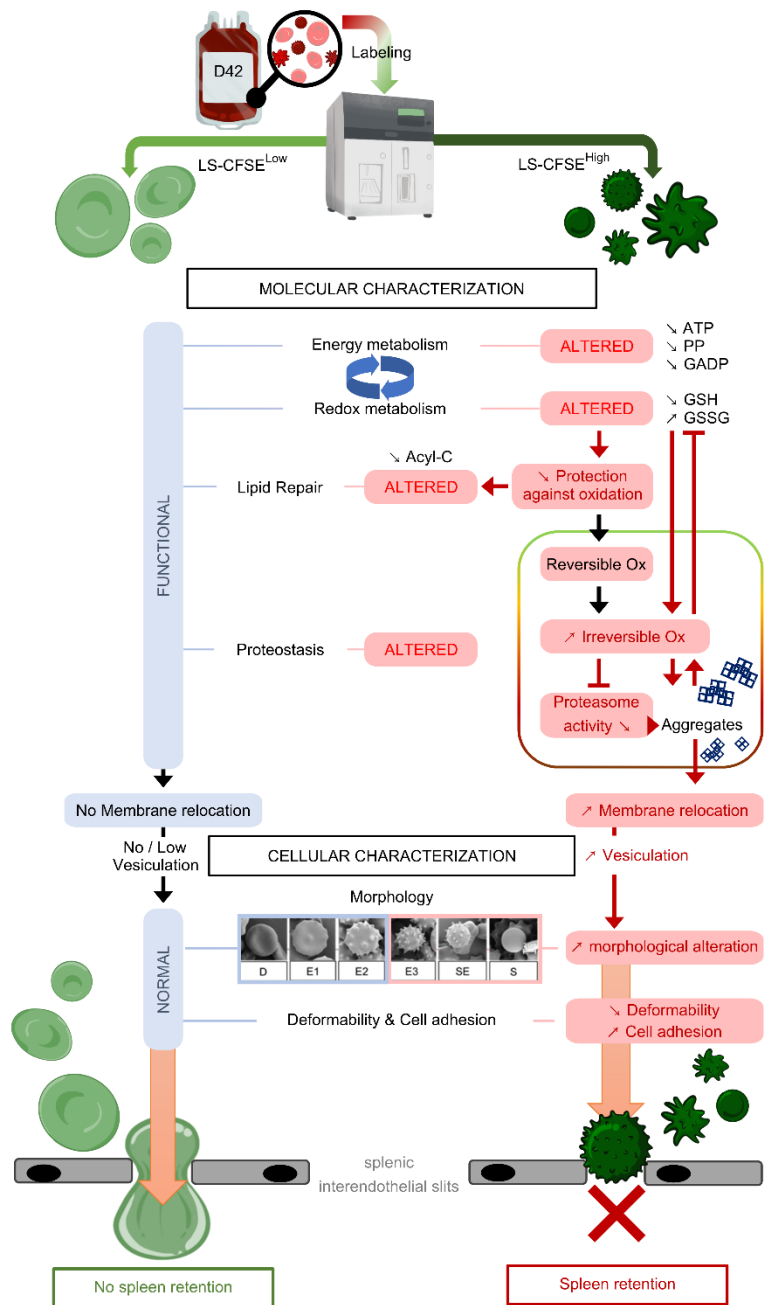 D42
Labeling
LS-CFSE^Low
LS-CFSE^High
MOLECULAR CHARACTERIZATION
FUNCTIONAL
Energy metabolism
ALTERED
↘ ATP
↘ PP
↘ GADP
Redox metabolism
ALTERED
↘ GSH
↗ GSSG
↘ Acyl-C
Lipid Repair
ALTERED
↘ Protection
against oxidation
Reversible Ox
↗ Irreversible Ox
Proteostasis
ALTERED
Proteasome
activity ↘
Aggregates
No Membrane relocation
↗ Membrane relocation
No / Low
Vesiculation
CELLULAR CHARACTERIZATION
↗ Vesiculation
NORMAL
Morphology
D
E1
E2
E3
SE
S
↗ morphological alteration
Deformability & Cell adhesion
↘ Deformability
↗ Cell adhesion
splenic
interendothelial slits
No spleen retention
Spleen retention